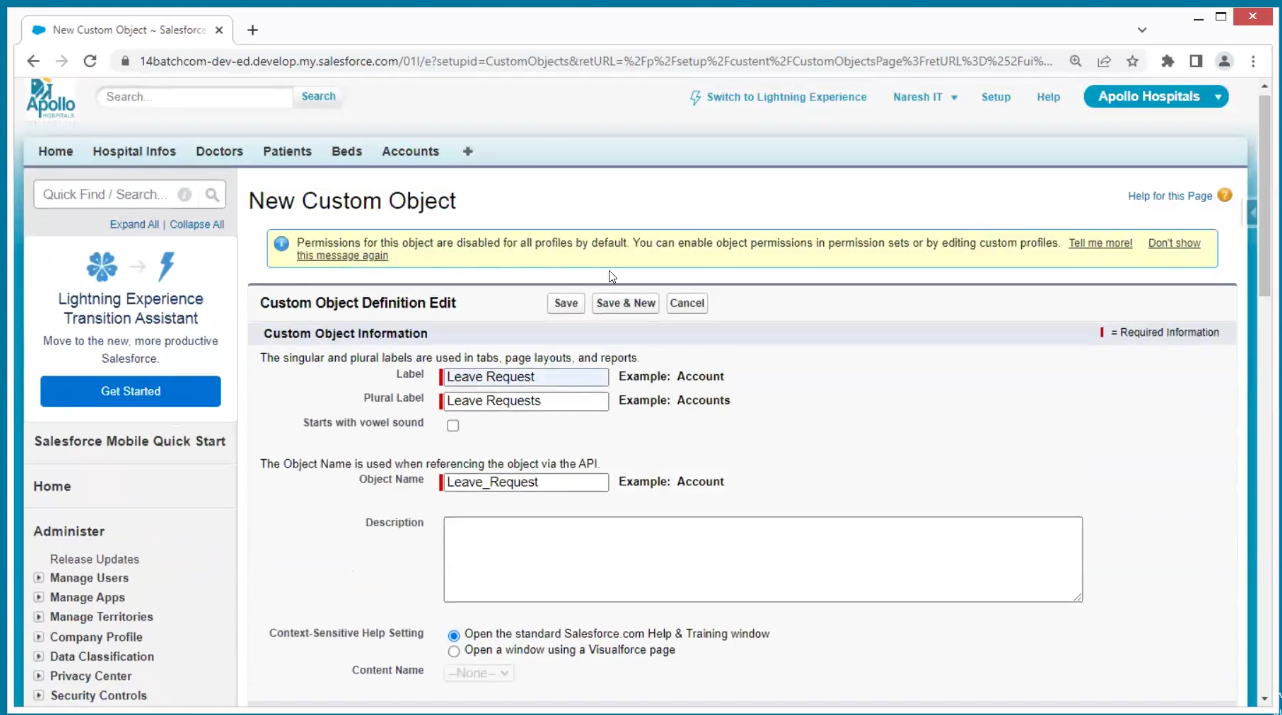 New Custom Object ~ Salesforce
14batchcom-dev-ed.develop.my.salesforce.com/01I/e?setupid=CustomObjects&retURL=%2Fp%2Fsetup%2Fcustent%2FCustomObjectsPage%3FretURL%3D%252Fui%...
Apollo
HOSPITALS
Search...
Search
Switch to Lightning Experience
Naresh IT
Setup
Help
Apollo Hospitals
Home
Hospital Infos
Doctors
Patients
Beds
Accounts
Quick Find / Search...
Expand All | Collapse All
Lightning Experience
Transition Assistant
Move to the new, more productive
Salesforce.
Get Started
Salesforce Mobile Quick Start
Home
Administer
Release Updates
Manage Users
Manage Apps
Manage Territories
Company Profile
Data Classification
Privacy Center
Security Controls
New Custom Object
Help for this Page
Permissions for this object are disabled for all profiles by default. You can enable object permissions in permission sets or by editing custom profiles. Tell me more! Don't show
this message again
Custom Object Definition Edit
Save
Save & New
Cancel
Custom Object Information
= Required Information
The singular and plural labels are used in tabs, page layouts, and reports.
Label Leave Request Example: Account
Plural Label Leave Requests Example: Accounts
Starts with vowel sound
The Object Name is used when referencing the object via the API.
Object Name Leave_Request Example: Account
Description
Context-Sensitive Help Setting Open the standard Salesforce.com Help & Training window
Open a window using a Visualforce page
Content Name --None--